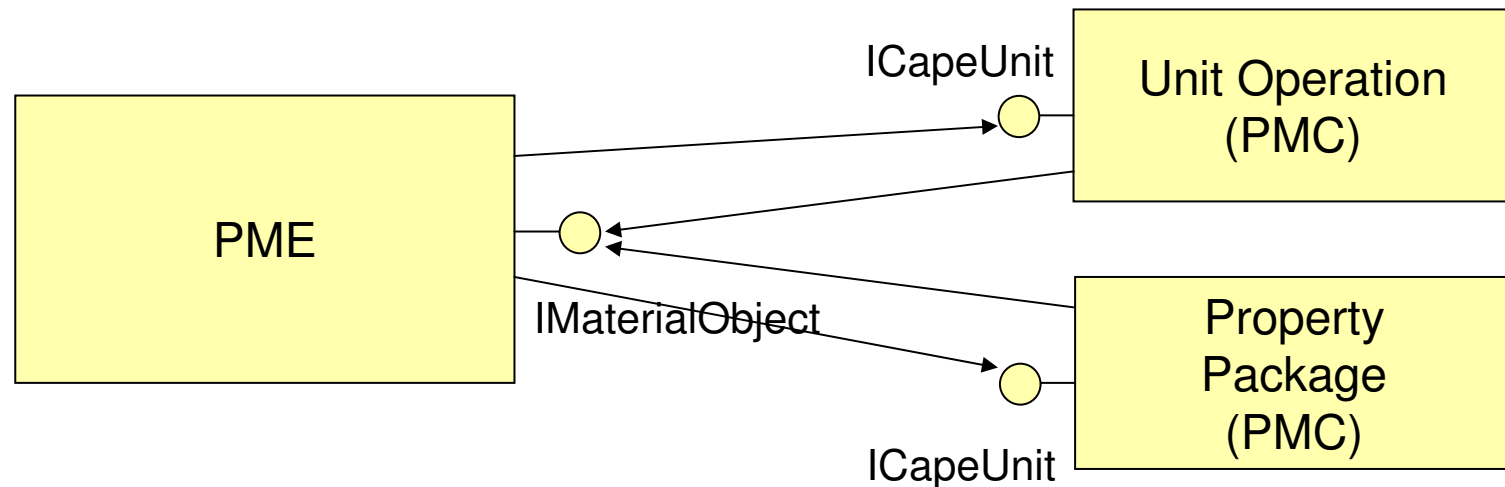 ICapeUnit
Unit Operation
(PMC)
PME
IMaterialObject
Property
Package
(PMC)
ICapeUnit